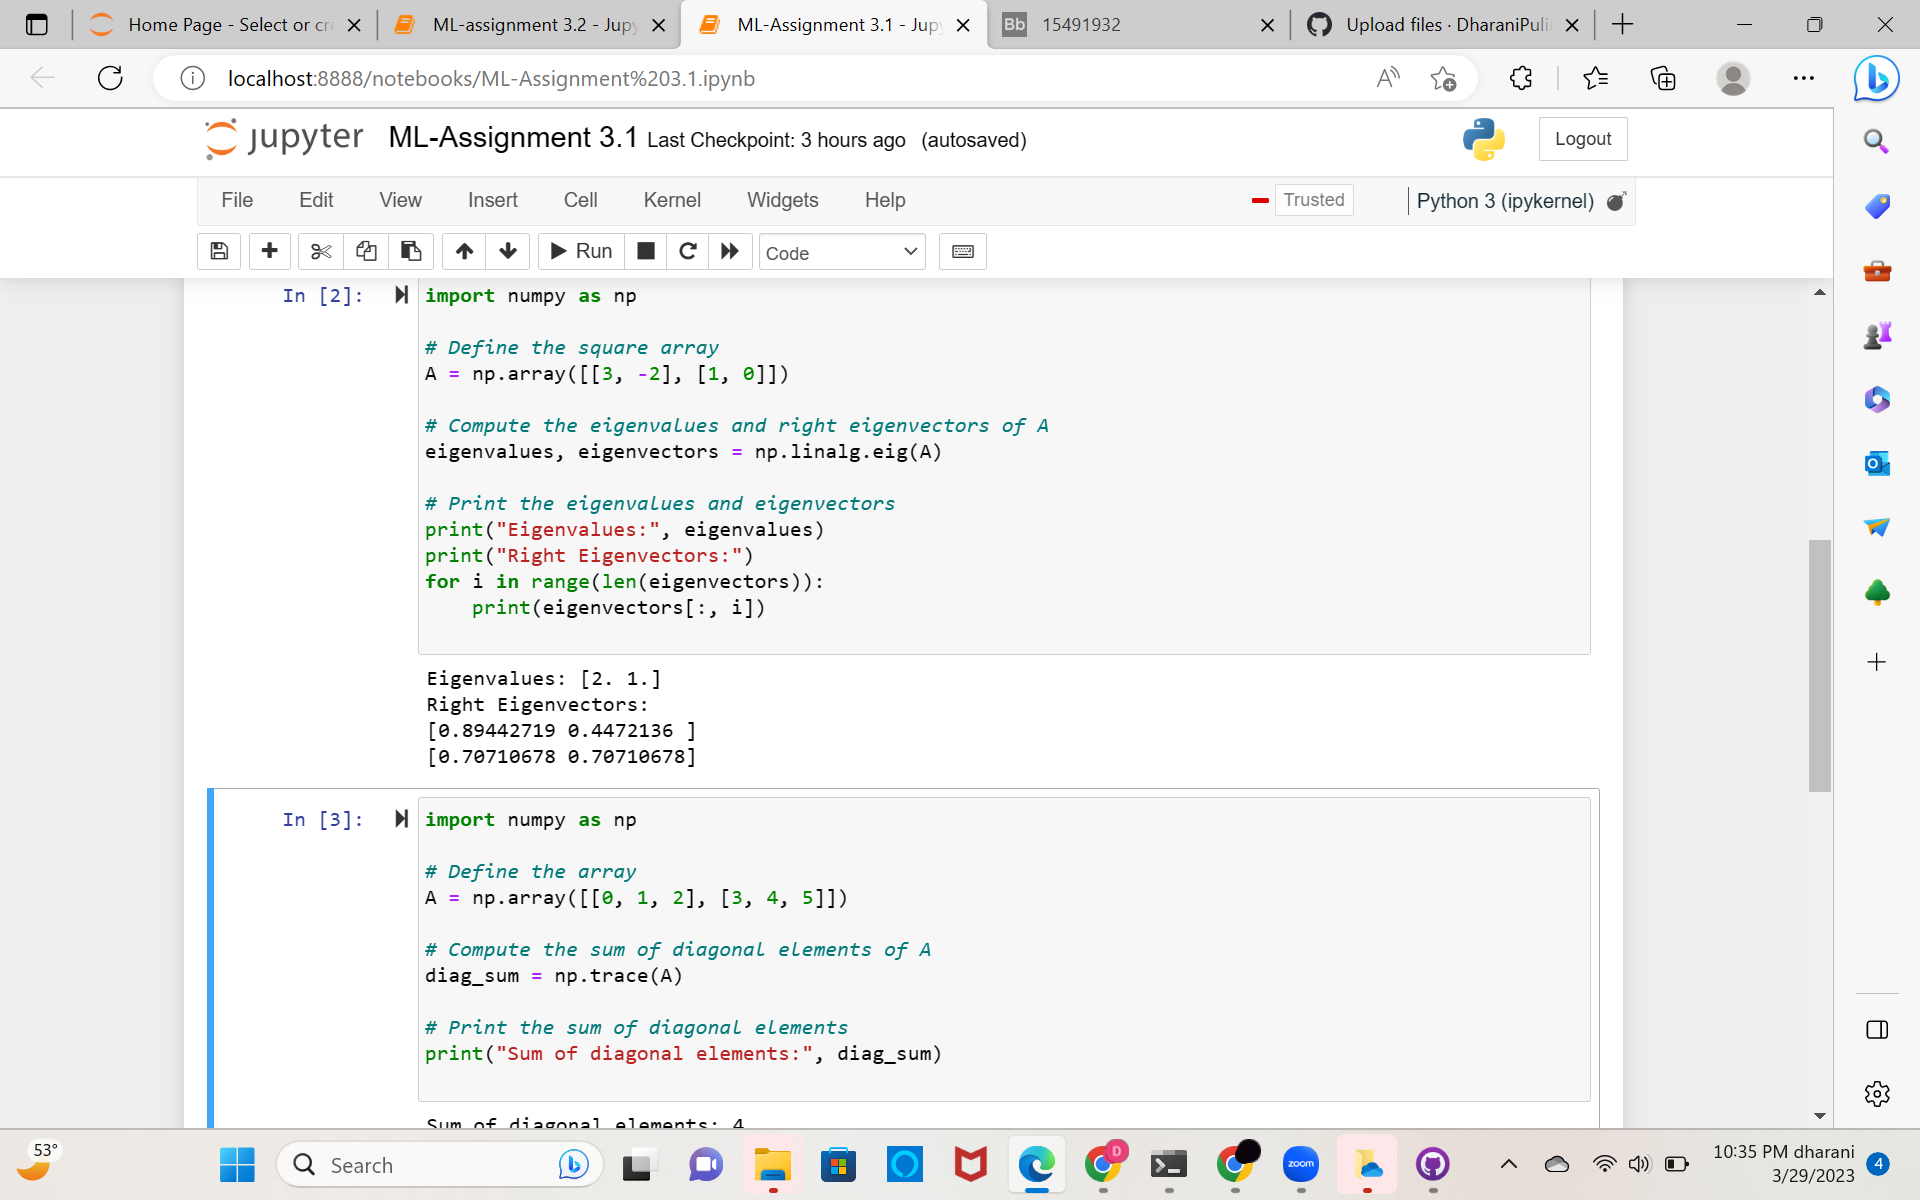 Home Page - Select or cr
ML-assignment 3.2 - Jup
ML-Assignment 3.1 - Jup
Bb 15491932
Upload files · DharaniPuli
localhost:8888/notebooks/ML-Assignment%203.1.ipynb
jupyter ML-Assignment 3.1 Last Checkpoint: 3 hours ago (autosaved)
Logout
File Edit View Insert Cell Kernel Widgets Help
Trusted
Python 3 (ipykernel)
Run
Code
In [2]:
import numpy as np
# Define the square array
A = np.array([[3, -2], [1, 0]])
# Compute the eigenvalues and right eigenvectors of A
eigenvalues, eigenvectors = np.linalg.eig(A)
# Print the eigenvalues and eigenvectors
print("Eigenvalues:", eigenvalues)
print("Right Eigenvectors:")
for i in range(len(eigenvectors)):
    print(eigenvectors[:, i])
Eigenvalues: [2. 1.]
Right Eigenvectors:
[0.89442719 0.4472136 ]
[0.70710678 0.70710678]
In [3]:
import numpy as np
# Define the array
A = np.array([[0, 1, 2], [3, 4, 5]])
# Compute the sum of diagonal elements of A
diag_sum = np.trace(A)
# Print the sum of diagonal elements
print("Sum of diagonal elements:", diag_sum)
Sum of diagonal elements: 4
53°
Search
D
zoom
10:35 PM dharani
3/29/2023
4